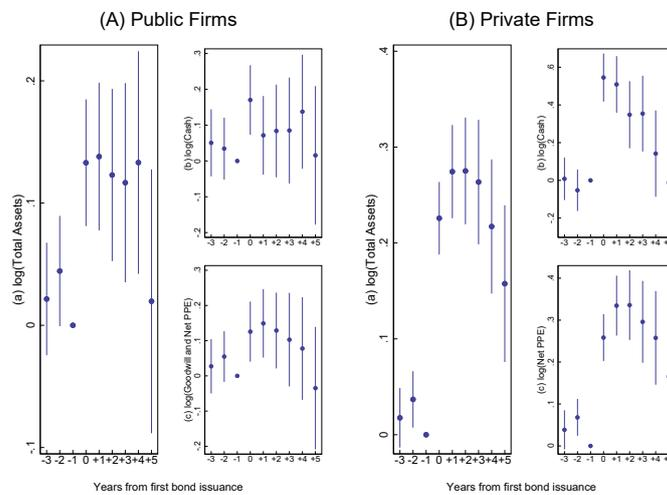 (A) Public Firms
(a) log(Total Assets)
.2
.1
0
-.1
-3 -2 -1 0 +1 +2 +3 +4 +5
(b) log(Cash)
.3
.2
.1
0
-.1
-.2
-3 -2 -1 0 +1 +2 +3 +4 +5
(c) log(Goodwill and Net PPE)
.3
.2
.1
0
-.1
-.2
-3 -2 -1 0 +1 +2 +3 +4 +5
Years from first bond issuance
(B) Private Firms
(a) log(Total Assets)
.4
.3
.2
.1
0
-3 -2 -1 0 +1 +2 +3 +4 +5
(b) log(Cash)
.6
.4
.2
0
-.2
-3 -2 -1 0 +1 +2 +3 +4
(c) log(Net PPE)
.4
.3
.2
.1
0
-3 -2 -1 0 +1 +2 +3 +4
Years from first bond issuance